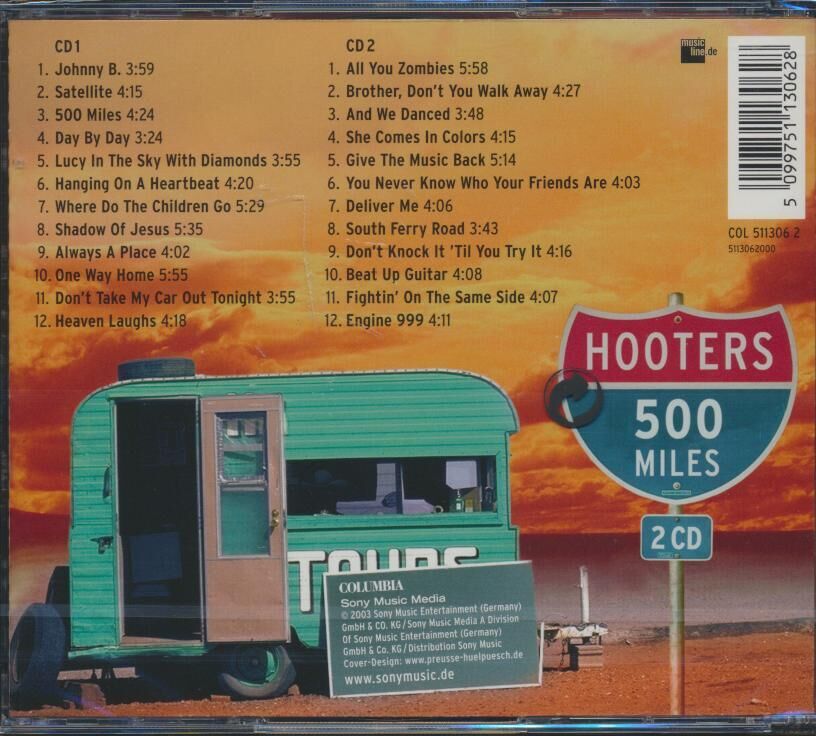 CD 1
1. Johnny B. 3:59
2. Satellite 4:15
3. 500 Miles 4:24
4. Day By Day 3:24
5. Lucy In The Sky With Diamonds 3:55
6. Hanging On A Heartbeat 4:20
7. Where Do The Children Go 5:29
8. Shadow Of Jesus 5:35
9. Always A Place 4:02
10. One Way Home 5:55
11. Don't Take My Car Out Tonight 3:55
12. Heaven Laughs 4:18
CD 2
1. All You Zombies 5:58
2. Brother, Don't You Walk Away 4:27
3. And We Danced 3:48
4. She Comes In Colors 4:15
5. Give The Music Back 5:14
6. You Never Know Who Your Friends Are 4:03
7. Deliver Me 4:06
8. South Ferry Road 3:43
9. Don't Knock It 'Til You Try It 4:16
10. Beat Up Guitar 4:08
11. Fightin' On The Same Side 4:07
12. Engine 999 4:11
music
line.de
5 099751 130628
COL 511306 2
5113062000
HOOTERS
500
MILES
2 CD
TOURS
COLUMBIA
Sony Music Media
© 2003 Sony Music Entertainment (Germany)
GmbH & CO. KG / Sony Music Media A Division
Of Sony Music Entertainment (Germany)
GmbH & Co. KG / Distribution Sony Music
Cover-Design: www.preusse-huelpuesch.de
www.sonymusic.de